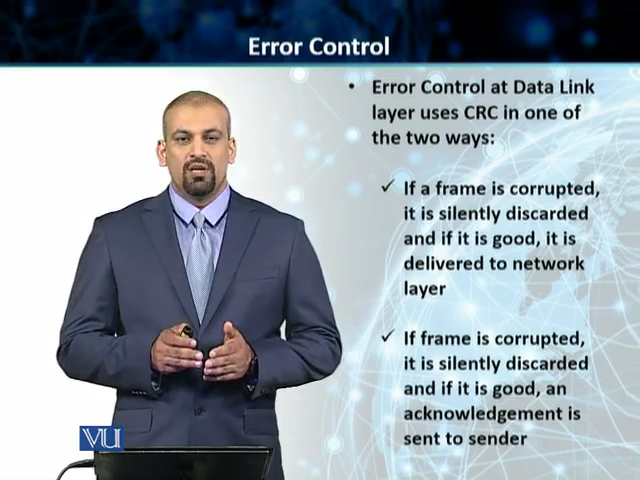 Error Control
• Error Control at Data Link
layer uses CRC in one of
the two ways:
✓ If a frame is corrupted,
it is silently discarded
and if it is good, it is
delivered to network
layer
✓ If frame is corrupted,
it is silently discarded
and if it is good, an
acknowledgement is
sent to sender
VU